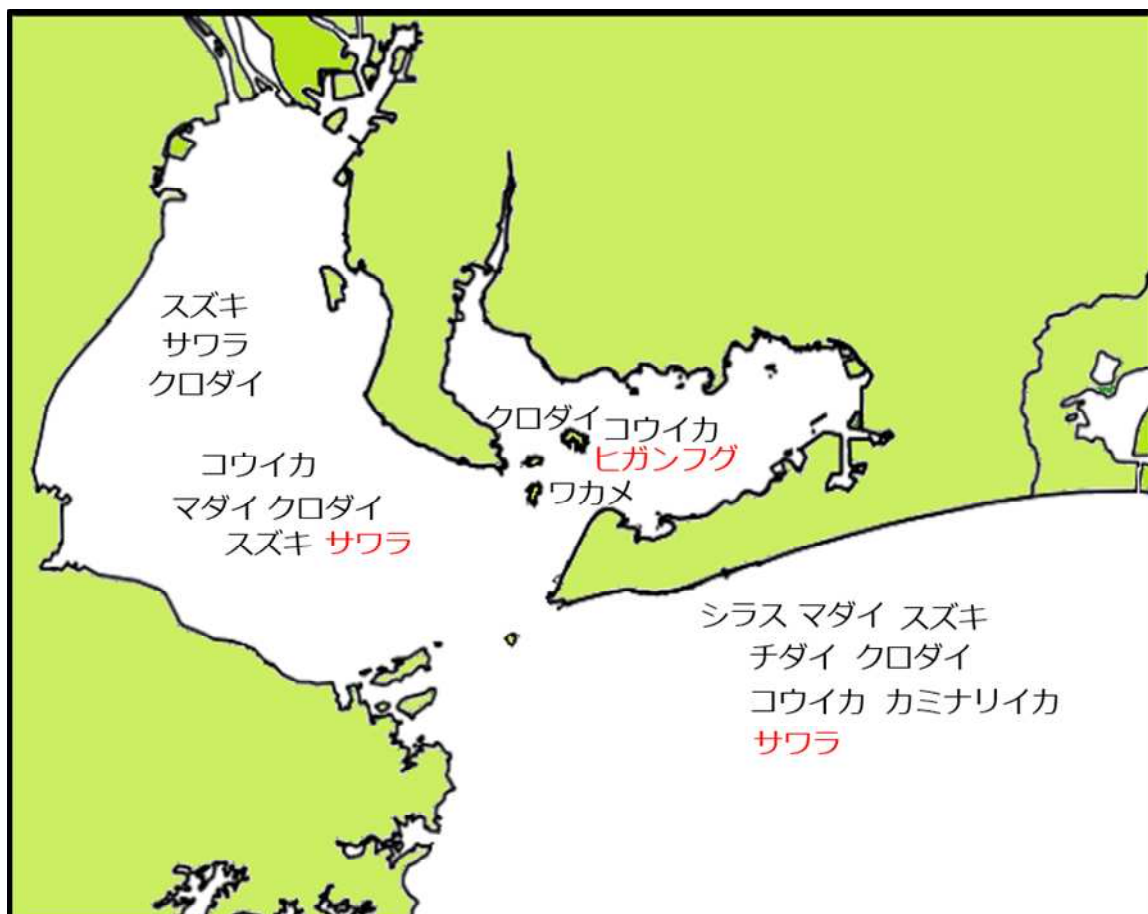 スズキ
サワラ
クロダイ
コウイカ
マダイ クロダイ
スズキ サワラ
クロダイ コウイカ
ヒガンフグ
ワカメ
シラス マダイ スズキ
チダイ クロダイ
コウイカ カミナリイカ
サワラ